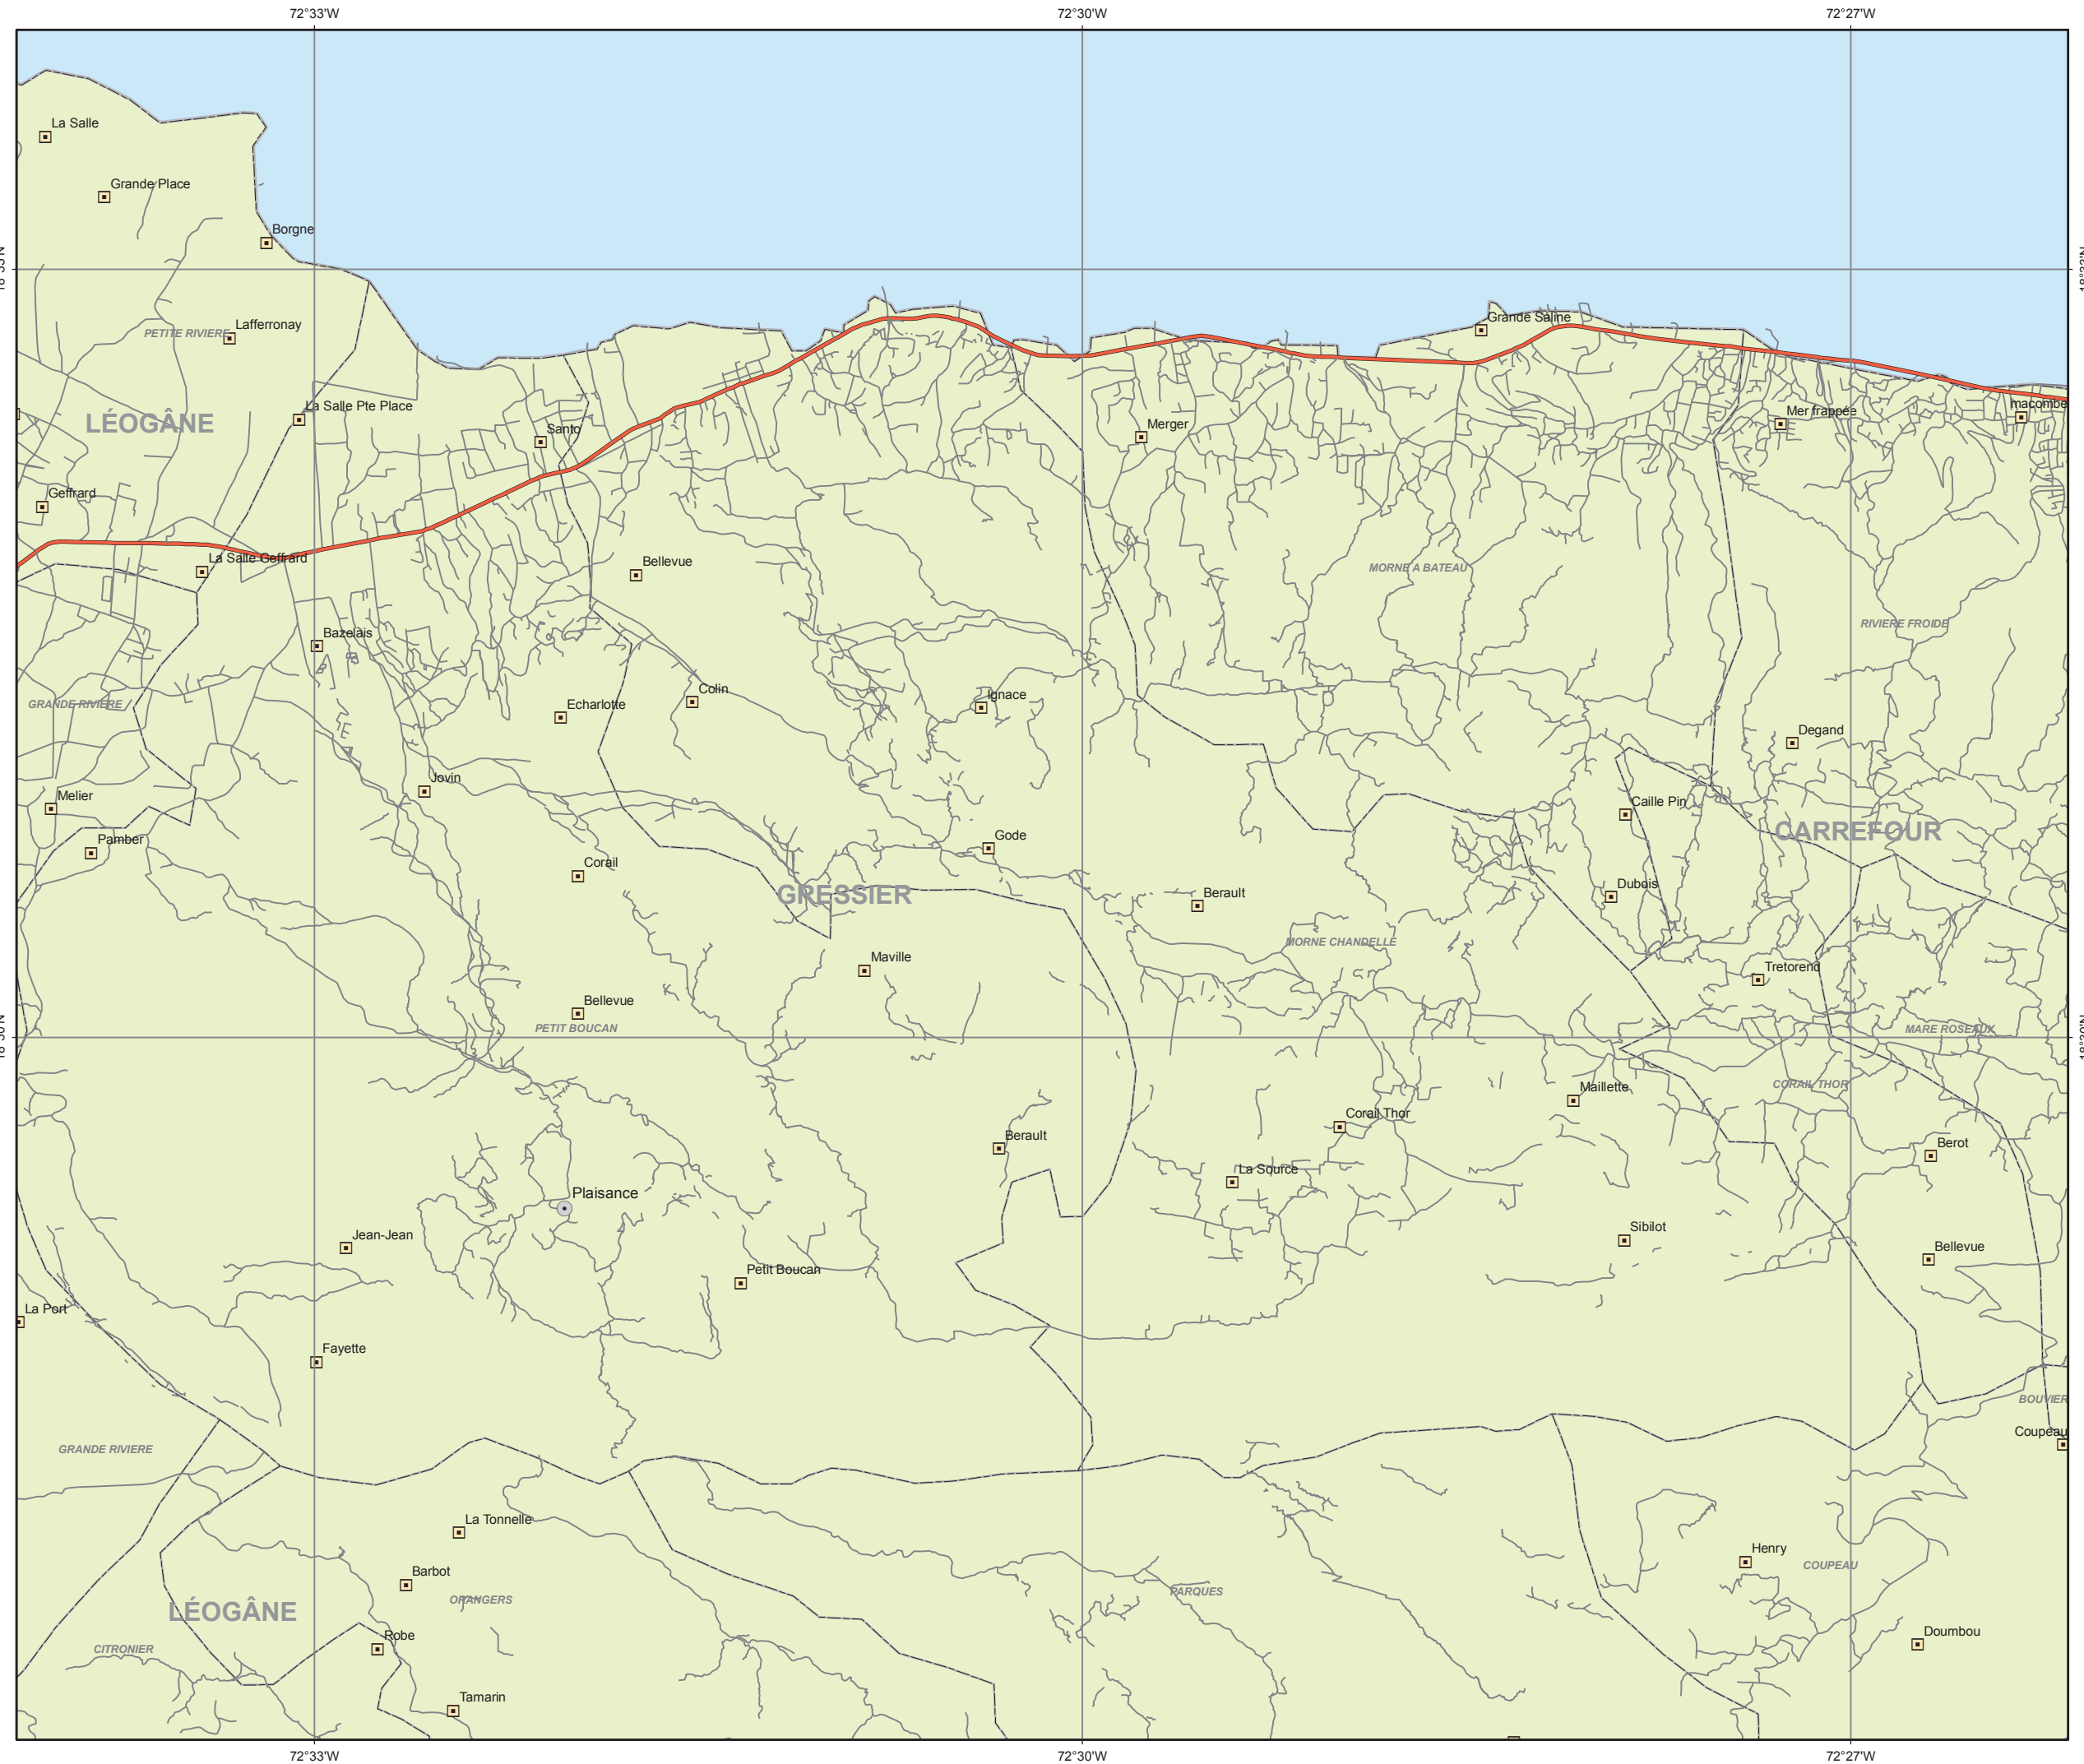 72°33'W 72°30'W 72°27'W
La Salle
Grande Place
Borgne
Grande Saline
Lafferronay
PETITE RIVIERE
La Salle Pte Place
macombe
Mer frappée
LÉOGÂNE
Merger
Santo
Geffrard
La Salle Geffrard
Bellevue
MORNE A BATEAU
RIVIERE FROIDE
Bazelais
Colin
Ignace
Echarlotte
GRANDE RIVIERE
Degand
Jovin
Melier
Caille Pin
CARREFOUR
Pamber
Gode
Corail
Dubois
GRESSIER
Berault
MORNE CHANDELLE
Maville
Tretorend
Bellevue
PETIT BOUCAN
MARE ROSEAUX
18°30'N
CORAIL THOR
Maillette
Corail Thor
Berault
Berot
La Source
Plaisance
Sibilot
Jean-Jean
Bellevue
Petit Boucan
La Port
Fayette
BOUVIER
Coupeau
GRANDE RIVIERE
La Tonnelle
Henry
COUPEAU
Barbot
PARQUES
ORANGERS
LÉOGÂNE
Doumbou
Robe
CITRONIER
Tamarin
72°33'W 72°30'W 72°27'W